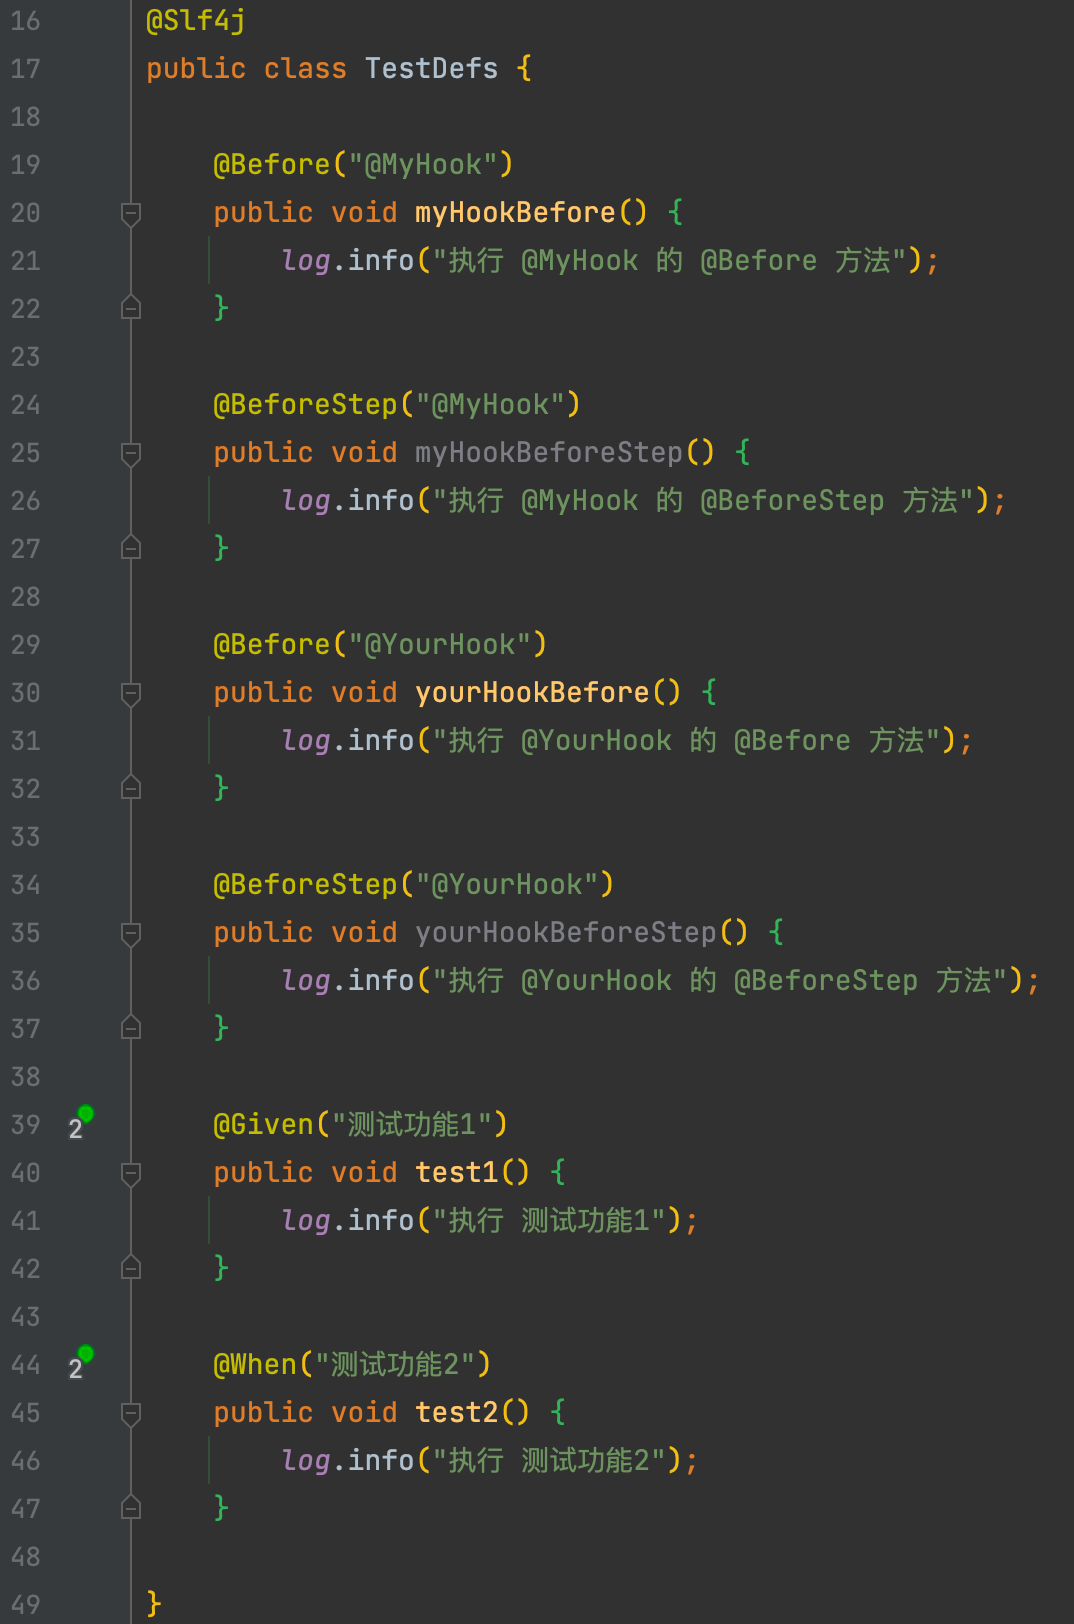 16 @Slf4j
17 public class TestDefs {
18
19 @Before("@MyHook")
20 public void myHookBefore() {
21 log.info("执行 @MyHook 的 @Before 方法");
22 }
23
24 @BeforeStep("@MyHook")
25 public void myHookBeforeStep() {
26 log.info("执行 @MyHook 的 @BeforeStep 方法");
27 }
28
29 @Before("@YourHook")
30 public void yourHookBefore() {
31 log.info("执行 @YourHook 的 @Before 方法");
32 }
33
34 @BeforeStep("@YourHook")
35 public void yourHookBeforeStep() {
36 log.info("执行 @YourHook 的 @BeforeStep 方法");
37 }
38
39 2 @Given("测试功能1")
40 public void test1() {
41 log.info("执行 测试功能1");
42 }
43
44 2 @When("测试功能2")
45 public void test2() {
46 log.info("执行 测试功能2");
47 }
48
49 }